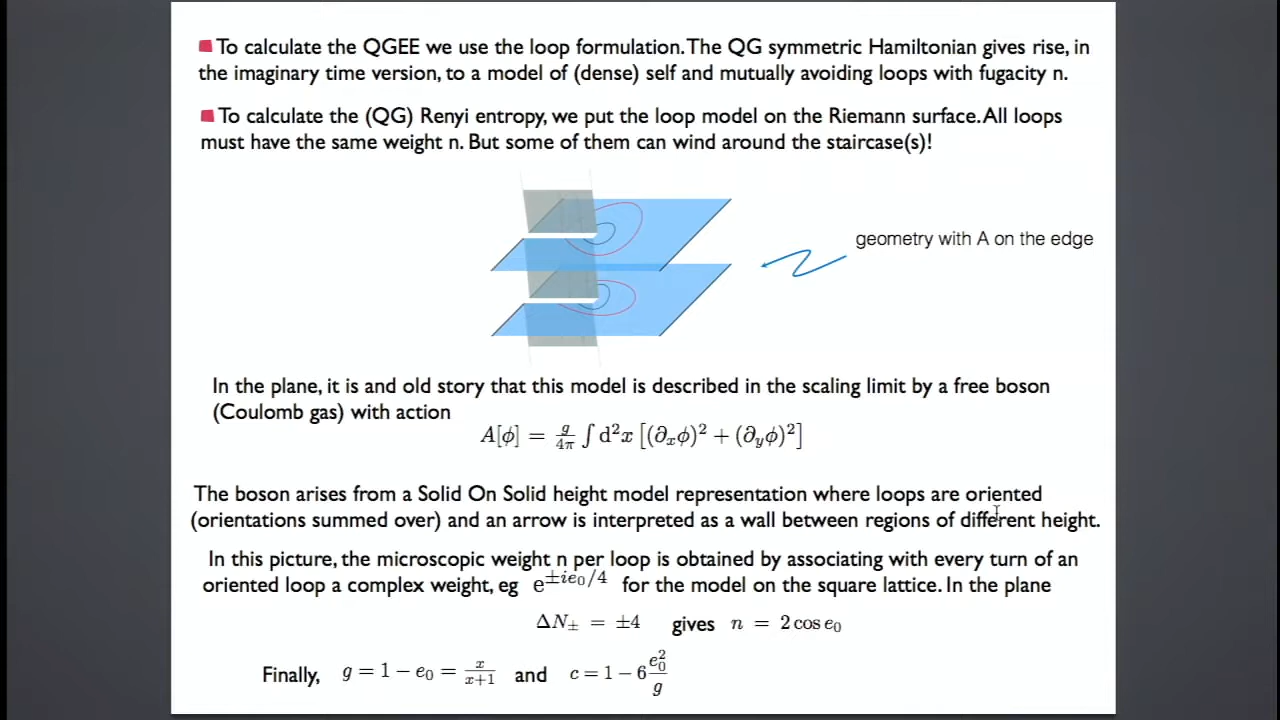 To calculate the QGEE we use the loop formulation. The QG symmetric Hamiltonian gives rise, in
the imaginary time version, to a model of (dense) self and mutually avoiding loops with fugacity n.
To calculate the (QG) Renyi entropy, we put the loop model on the Riemann surface. All loops
must have the same weight n. But some of them can wind around the staircase(s)!
geometry with A on the edge
In the plane, it is and old story that this model is described in the scaling limit by a free boson
(Coulomb gas) with action
A[ϕ] = g/4π ∫ d²x [(∂ₓϕ)² + (∂ᵧϕ)²]
The boson arises from a Solid On Solid height model representation where loops are oriented
(orientations summed over) and an arrow is interpreted as a wall between regions of different height.
In this picture, the microscopic weight n per loop is obtained by associating with every turn of an
oriented loop a complex weight, eg e^{±ie₀/4} for the model on the square lattice. In the plane
ΔN± = ±4 gives n = 2 cos e₀
Finally, g = 1 − e₀ = x/x+1 and c = 1 − 6 e₀²/g